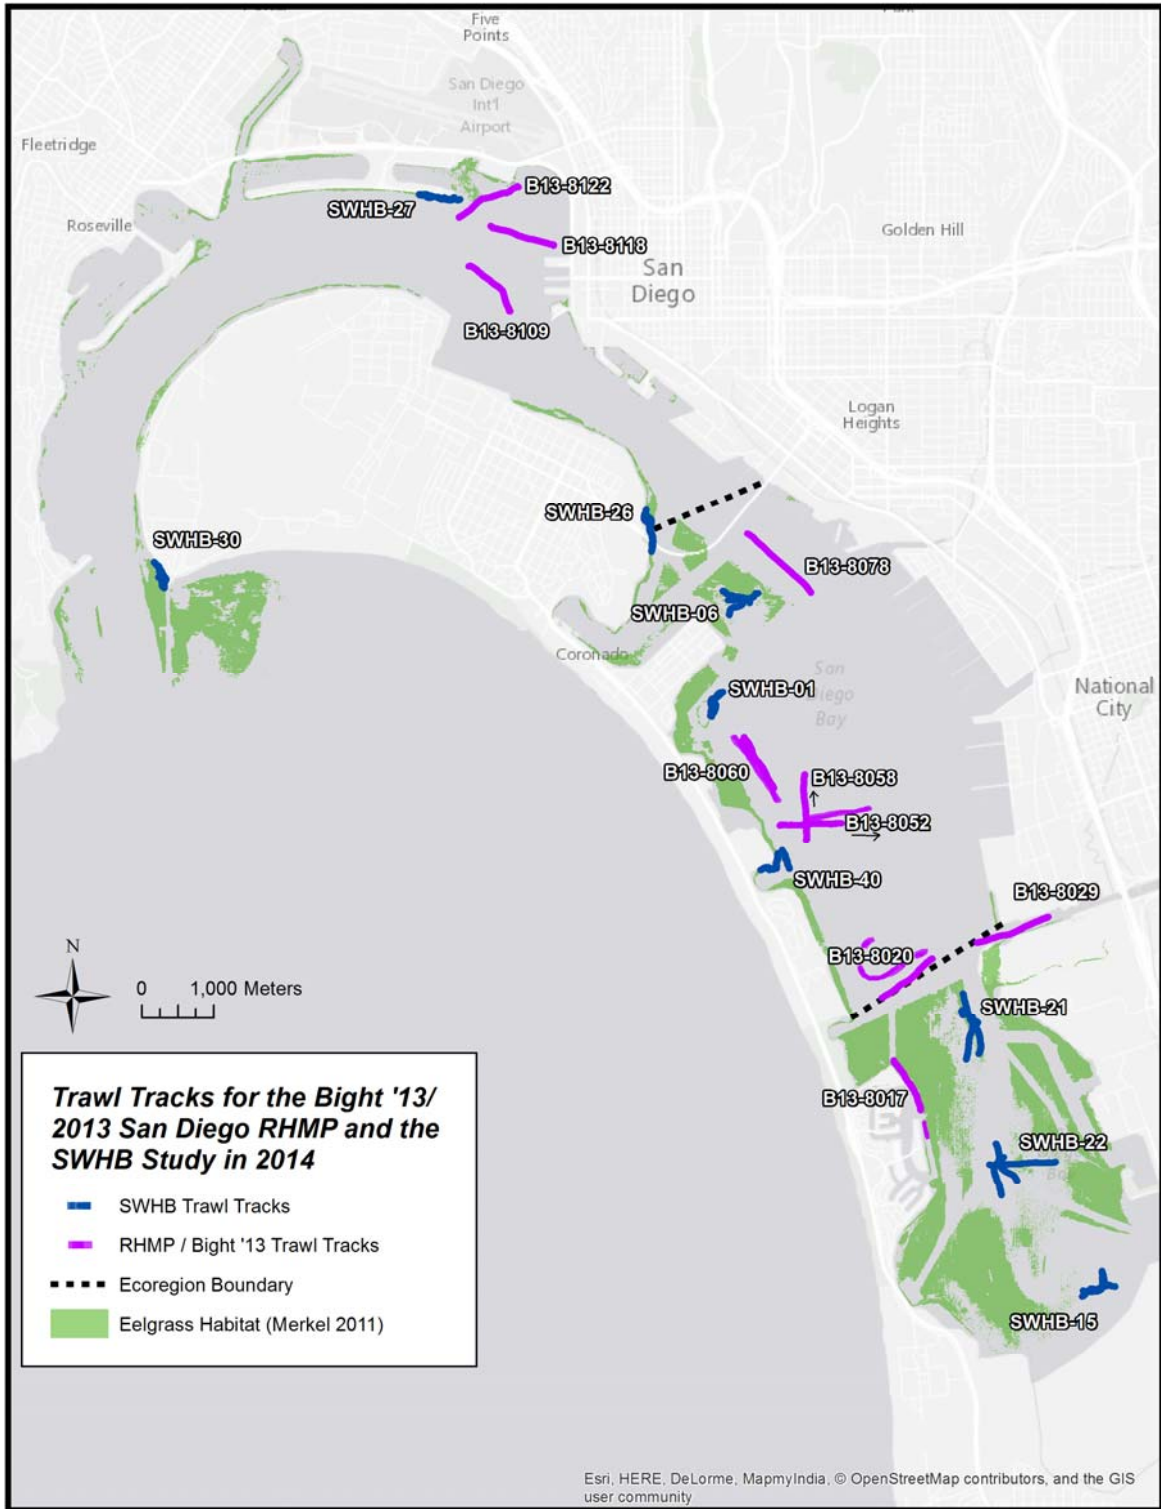 Five
Points
San Diego
Int'l
Airport
Fleetridge
B13-8122
SWHB-27
Roseville
B13-8118
Golden Hill
San
Diego
B13-8109
Logan
Heights
SWHB-26
SWHB-30
B13-8078
SWHB-06
Coronado
San
Diego
Bay
SWHB-01
National
City
B13-8060
B13-8058
B13-8052
SWHB-40
B13-8029
B13-8020
N
0 1,000 Meters
SWHB-21
B13-8017
SWHB-22
SWHB-15
Trawl Tracks for the Bight '13/
2013 San Diego RHMP and the
SWHB Study in 2014
SWHB Trawl Tracks
RHMP / Bight '13 Trawl Tracks
Ecoregion Boundary
Eelgrass Habitat (Merkel 2011)
Esri, HERE, DeLorme, MapmyIndia, © OpenStreetMap contributors, and the GIS
user community